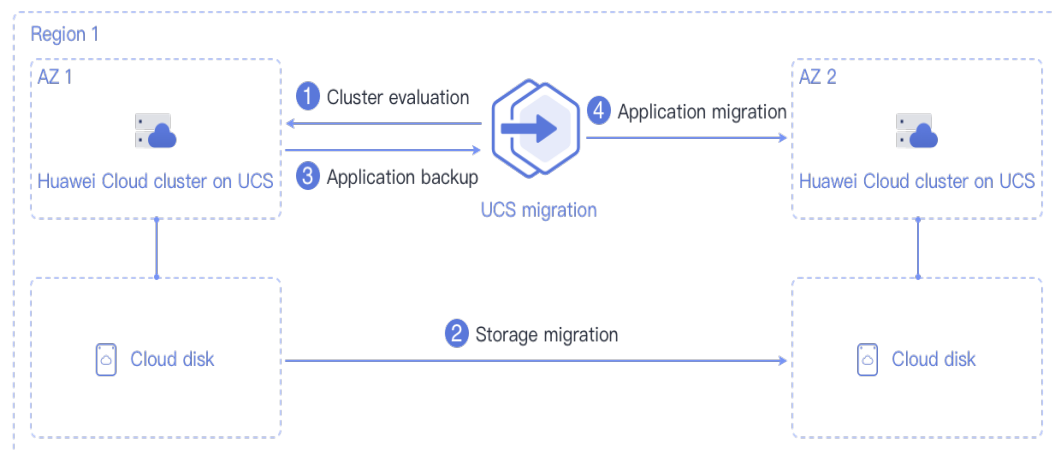 Region 1
AZ 1
Huawei Cloud cluster on UCS
1 Cluster evaluation
3 Application backup
UCS migration
4 Application migration
AZ 2
Huawei Cloud cluster on UCS
Cloud disk
2 Storage migration
Cloud disk